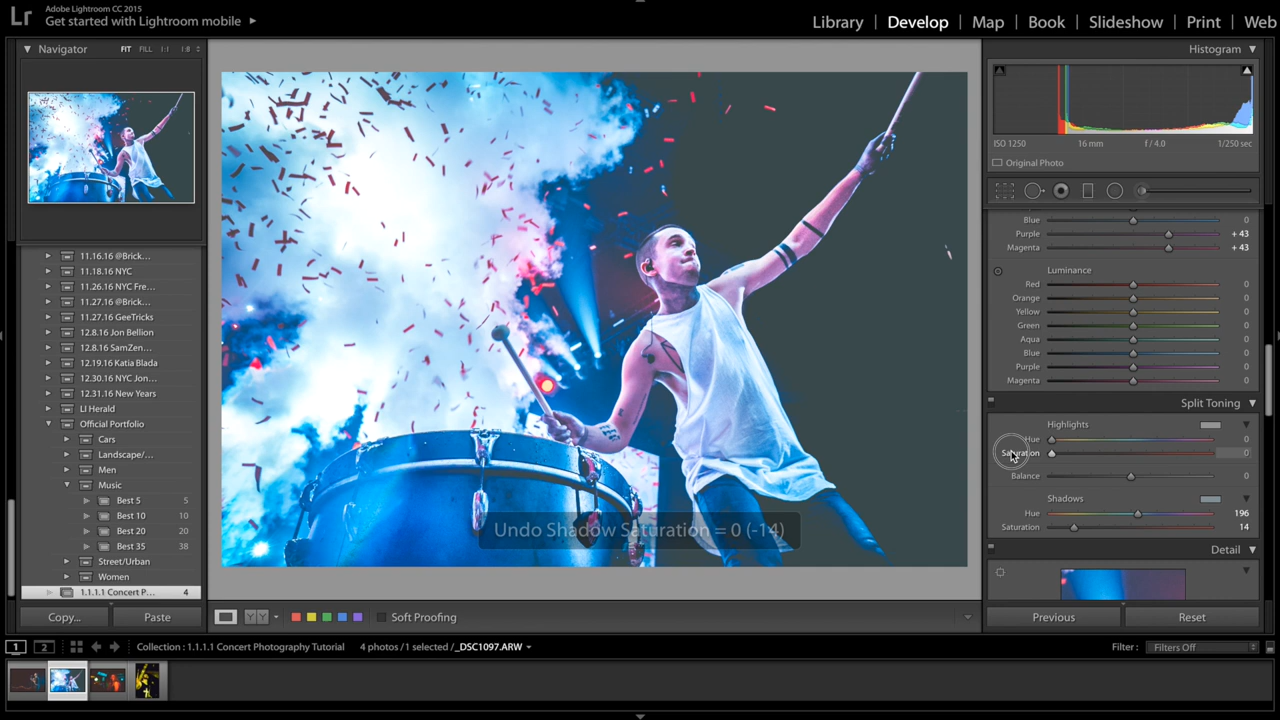 Lr
Adobe Lightroom CC 2015
Get started with Lightroom mobile ▶
Library | Develop | Map | Book | Slideshow | Print | Web
Navigator FIT FILL 1:1 1:8
11.16.16 @Brick...
11.18.16 NYC
11.26.16 NYC Fre...
11.27.16 @Brick...
11.27.16 GeeTricks
12.8.16 Jon Bellion
12.8.16 SamZen...
12.19.16 Katia Blada
12.30.16 NYC Jon...
12.31.16 New Years
LI Herald
Official Portfolio
Cars
Landscape/...
Men
Music
Best 5 5
Best 10 10
Best 20 20
Best 35 38
Street/Urban
Women
1.1.1.1 Concert P... 4
Copy... Paste
Undo Shadow Saturation = 0 (-14)
Soft Proofing
Histogram
ISO 1250 16 mm f / 4.0 1/250 sec
Original Photo
Blue 0
Purple + 43
Magenta + 43
Luminance
Red 0
Orange 0
Yellow 0
Green 0
Aqua 0
Blue 0
Purple 0
Magenta 0
Split Toning
Highlights
Hue 0
Saturation 0
Balance 0
Shadows
Hue 196
Saturation 14
Detail
Previous Reset
1 2 Collection : 1.1.1.1 Concert Photography Tutorial 4 photos/1 selected /_DSC1097.ARW Filter : Filters Off